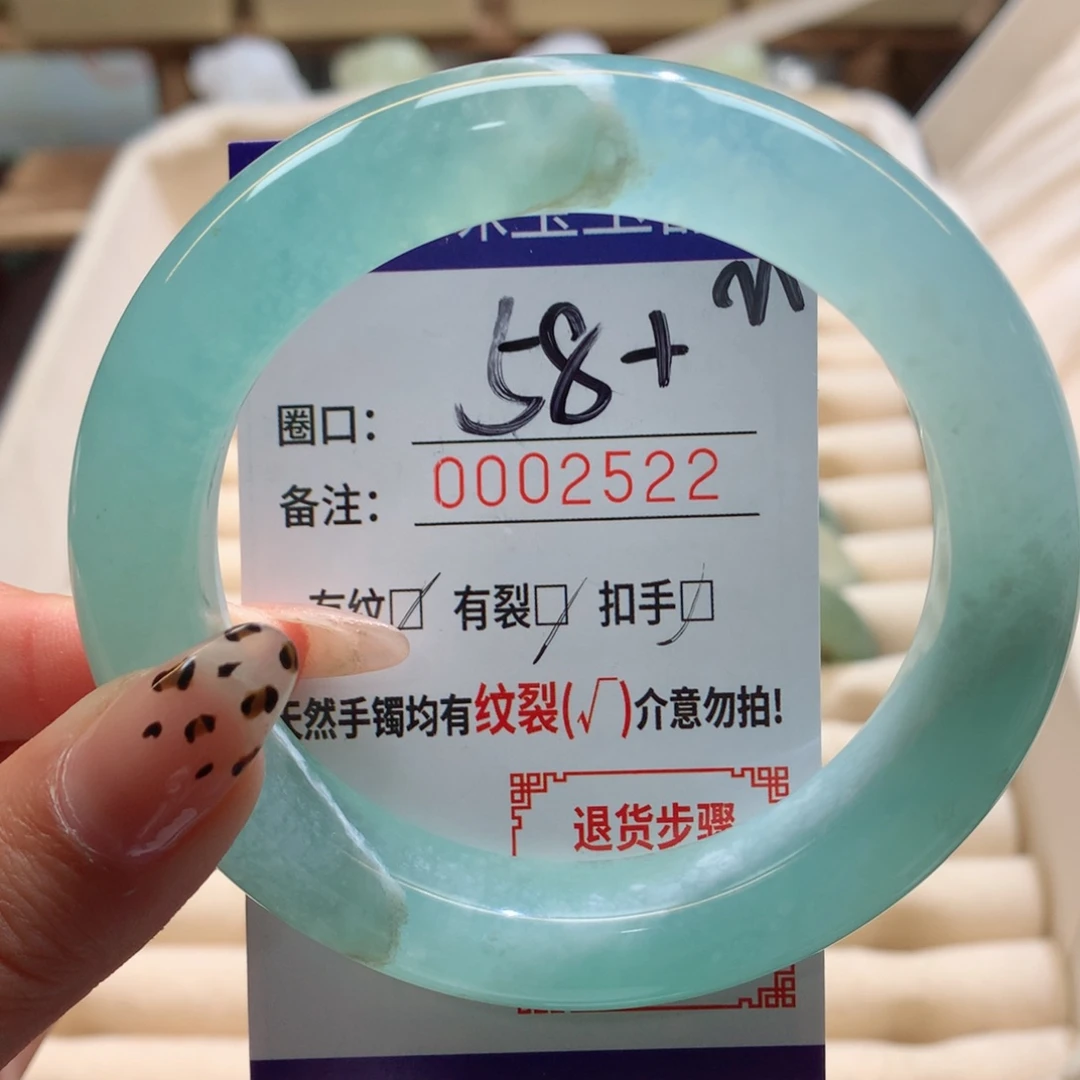 58+
圈口:
备注: 0002522
有纹□ 有裂□ 扣手□
天然手镯均有纹裂(√)介意勿拍!
退货步骤